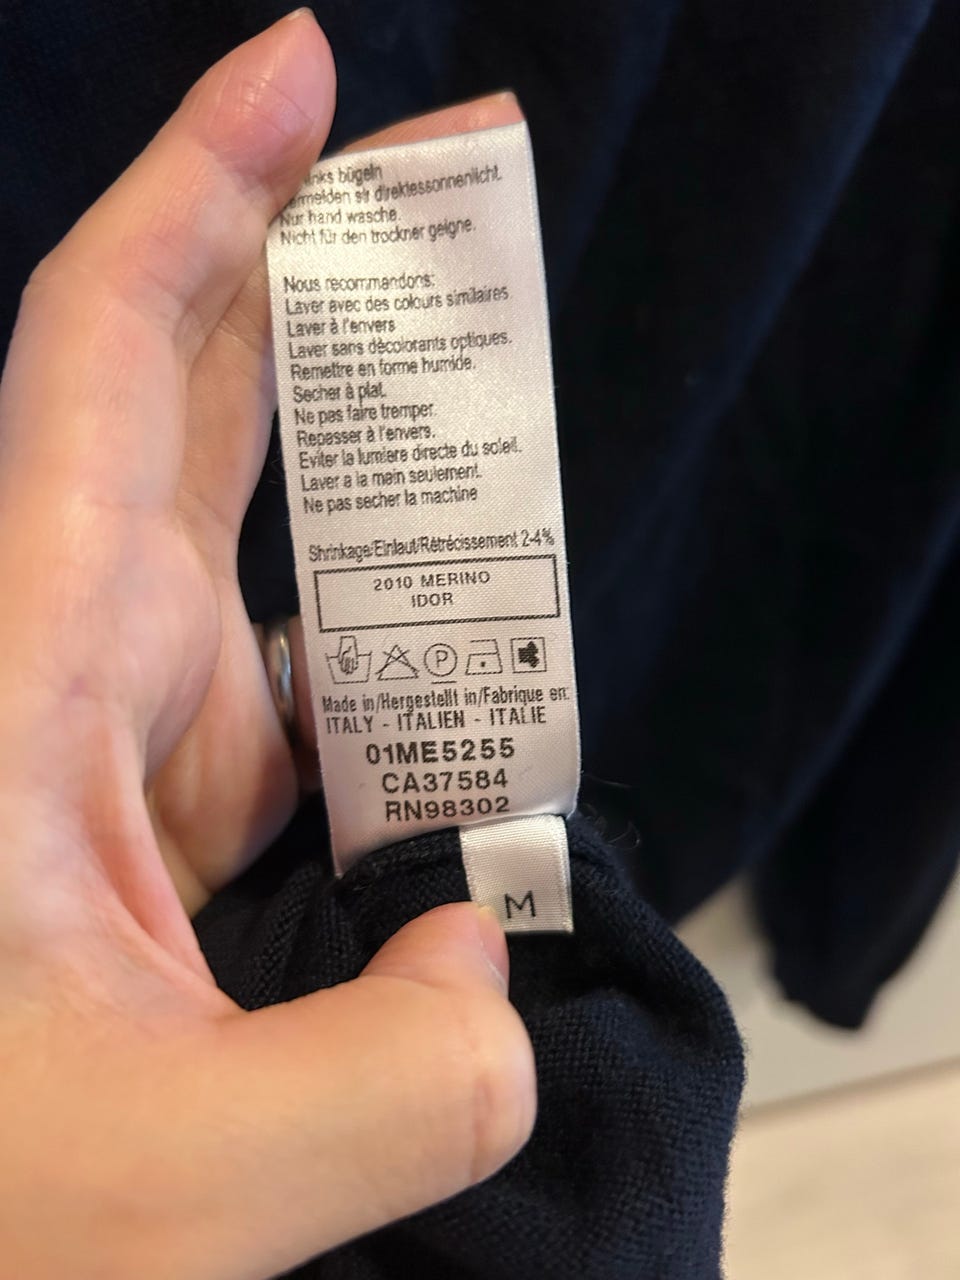 links bügeln
vermelden sir direktessonnenlicht.
Nur hand wasche.
Nicht für den trockner geigne.
Nous recommandons:
Laver avec des colours similaires
Laver à l'envers
Laver sans décolorants optiques.
Remettre en forme humide.
Secher à plat.
Ne pas faire tremper.
Repasser à l'envers.
Eviter la lumiere directe du soleil.
Laver a la main seulement.
Ne pas secher la machine
Shrinkage/Einlauf/Rétrécissement 2-4%
2010 MERINO
IDOR
P
Made in/Hergestellt in/Fabrique en:
ITALY - ITALIEN - ITALIE
01ME5255
CA37584
RN98302
M